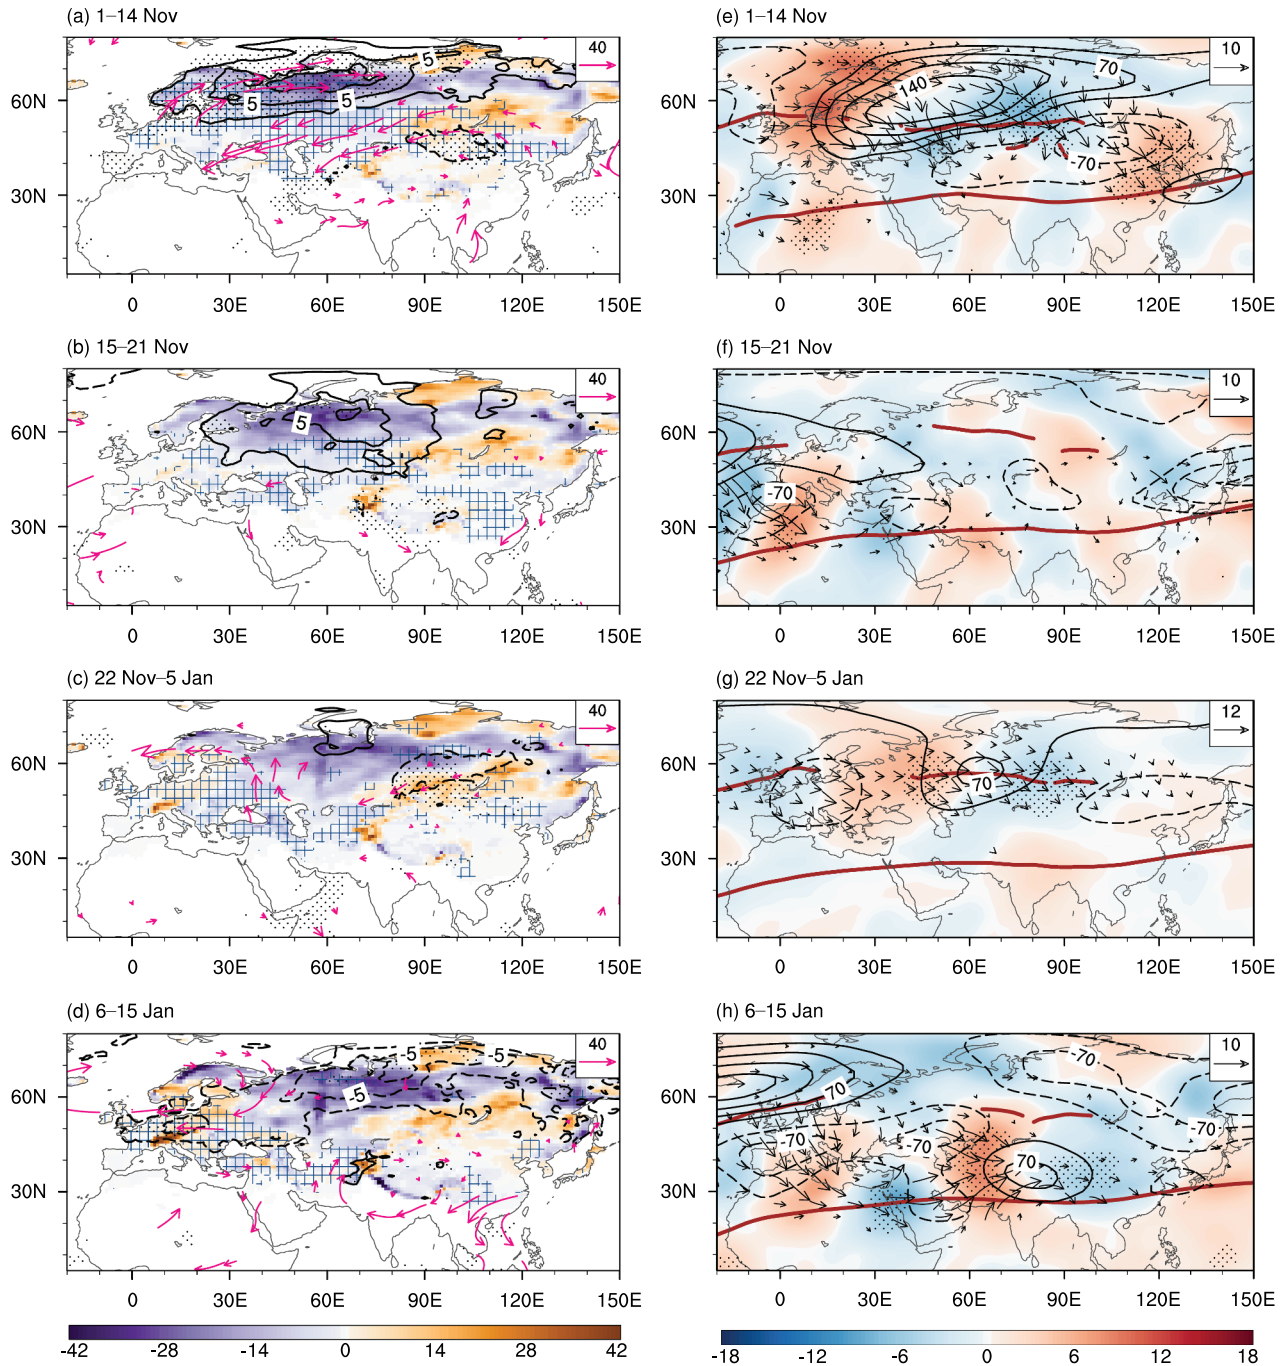 (a) 1–14 Nov
5
40
5
5
60N
30N
0 30E 60E 90E 120E 150E
(e) 1–14 Nov
10
70
140
-70
60N
30N
0 30E 60E 90E 120E 150E
(b) 15–21 Nov
40
5
60N
30N
0 30E 60E 90E 120E 150E
(f) 15–21 Nov
10
-70
60N
30N
0 30E 60E 90E 120E 150E
(c) 22 Nov–5 Jan
40
60N
30N
0 30E 60E 90E 120E 150E
(g) 22 Nov–5 Jan
12
70
60N
30N
0 30E 60E 90E 120E 150E
(d) 6–15 Jan
-5 -5
40
-5
60N
30N
0 30E 60E 90E 120E 150E
(h) 6–15 Jan
10
-70
70
-70 -70 -70
70
60N
30N
0 30E 60E 90E 120E 150E
-42 -28 -14 0 14 28 42
-18 -12 -6 0 6 12 18